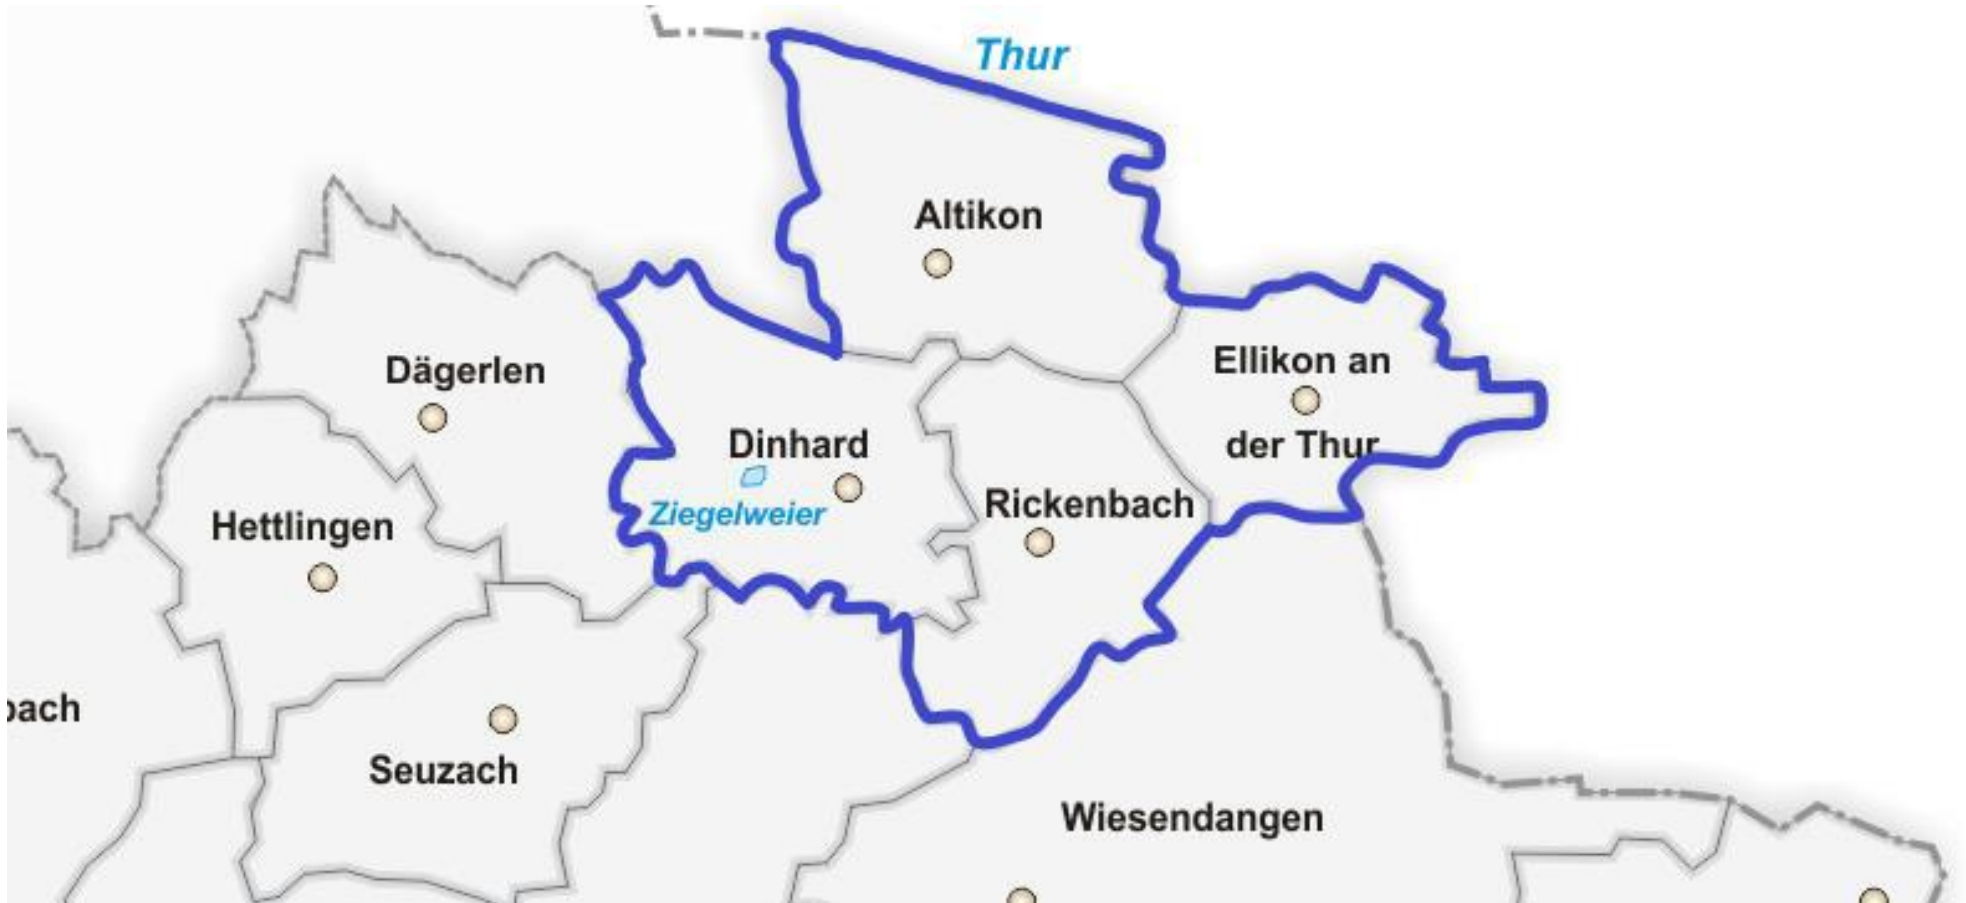 Thur
Altikon
Ellikon an
der Thur
Dägerlen
Dinhard
Ziegelweier
Rickenbach
Hettlingen
bach
Seuzach
Wiesendangen